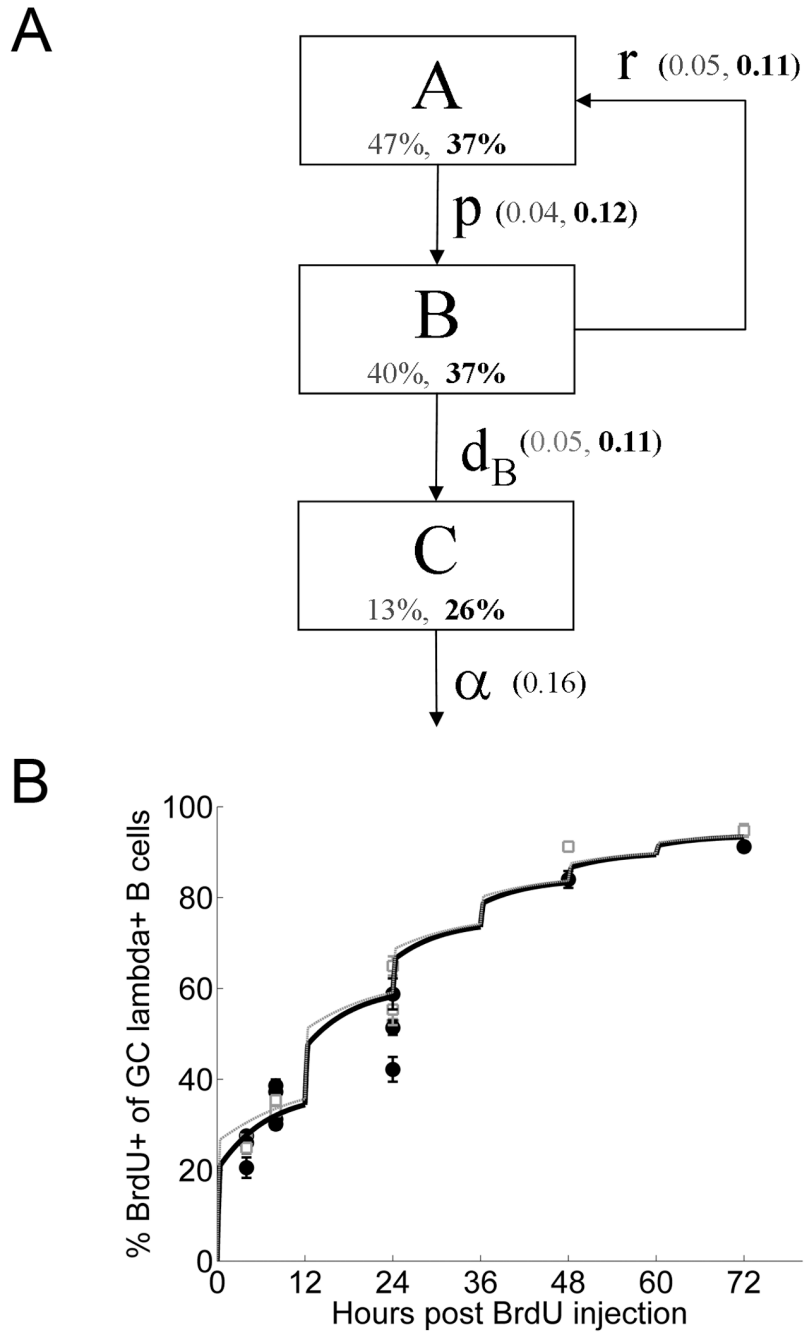 A
A
47%, 37%
r (0.05, 0.11)
p (0.04, 0.12)
B
40%, 37%
d_B (0.05, 0.11)
C
13%, 26%
α (0.16)
B
% BrdU+ of GC lambda+ B cells
100
80
60
40
20
0
0 12 24 36 48 60 72
Hours post BrdU injection